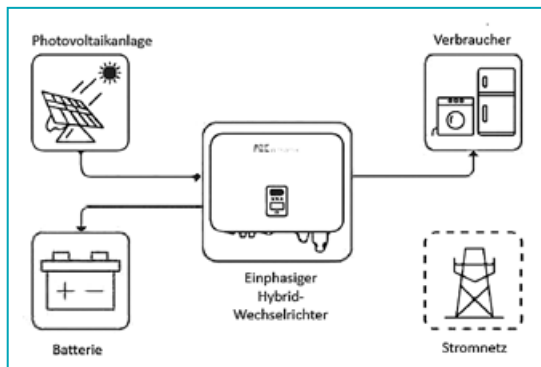 Photovoltaikanlage
Verbraucher
Einphasiger
Hybrid-
Wechselrichter
Batterie
Stromnetz